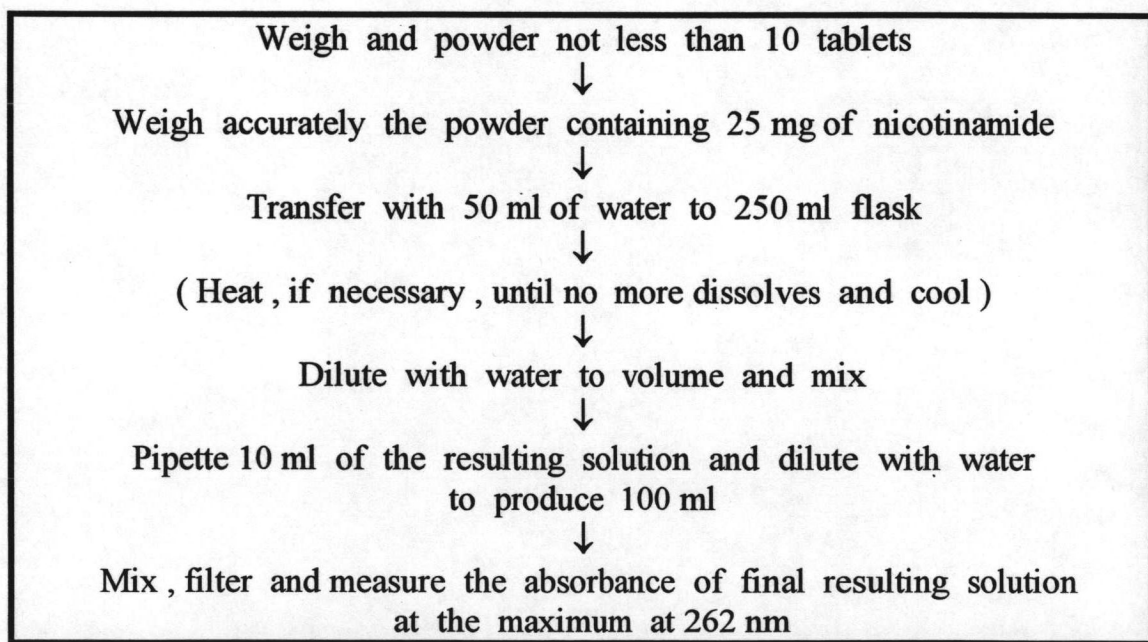 Weigh and powder not less than 10 tablets
↓
Weigh accurately the powder containing 25 mg of nicotinamide
↓
Transfer with 50 ml of water to 250 ml flask
↓
( Heat , if necessary , until no more dissolves and cool )
↓
Dilute with water to volume and mix
↓
Pipette 10 ml of the resulting solution and dilute with water
to produce 100 ml
↓
Mix , filter and measure the absorbance of final resulting solution
at the maximum at 262 nm